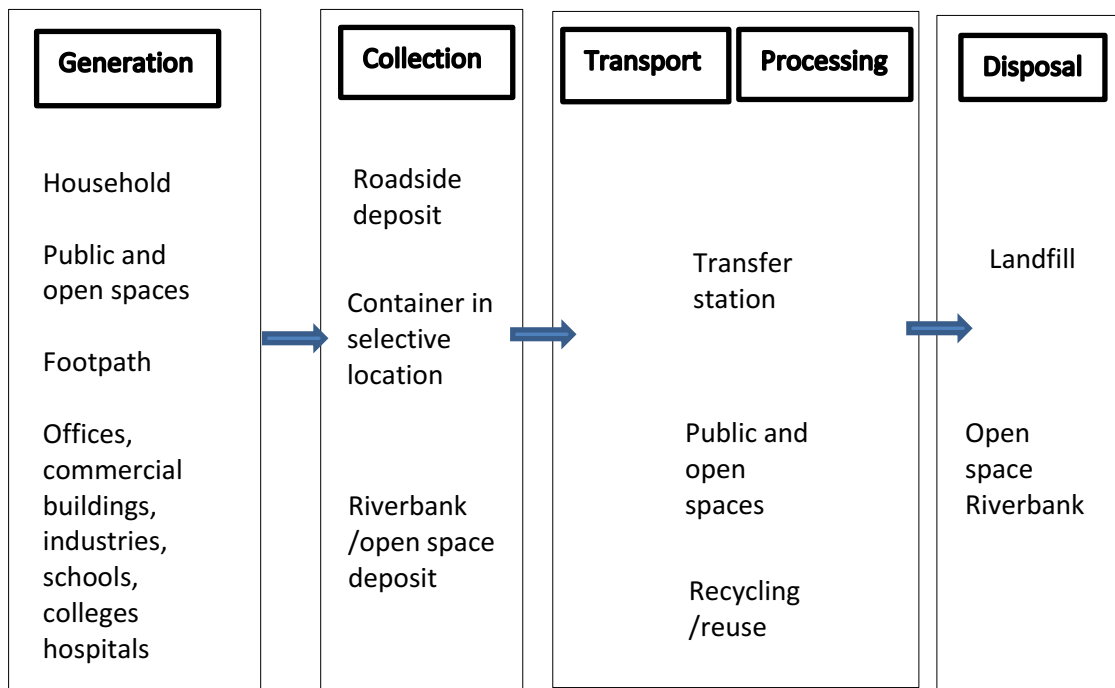 Generation
Household
Public and
open spaces
Footpath
Offices,
commercial
buildings,
industries,
schools,
colleges
hospitals
Collection
Roadside
deposit
Container in
selective
location
Riverbank
/open space
deposit
Transport
Processing
Transfer
station
Public and
open
spaces
Recycling
/reuse
Disposal
Landfill
Open
space
Riverbank